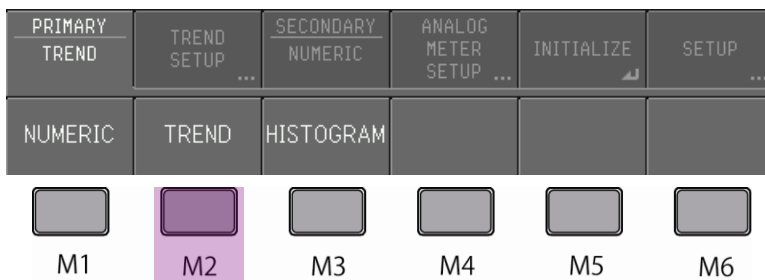 PRIMARY
TREND
TREND
SETUP ...
SECONDARY
NUMERIC
ANALOG
METER
SETUP ...
INITIALIZE
SETUP ...
NUMERIC
TREND
HISTOGRAM
M1
M2
M3
M4
M5
M6